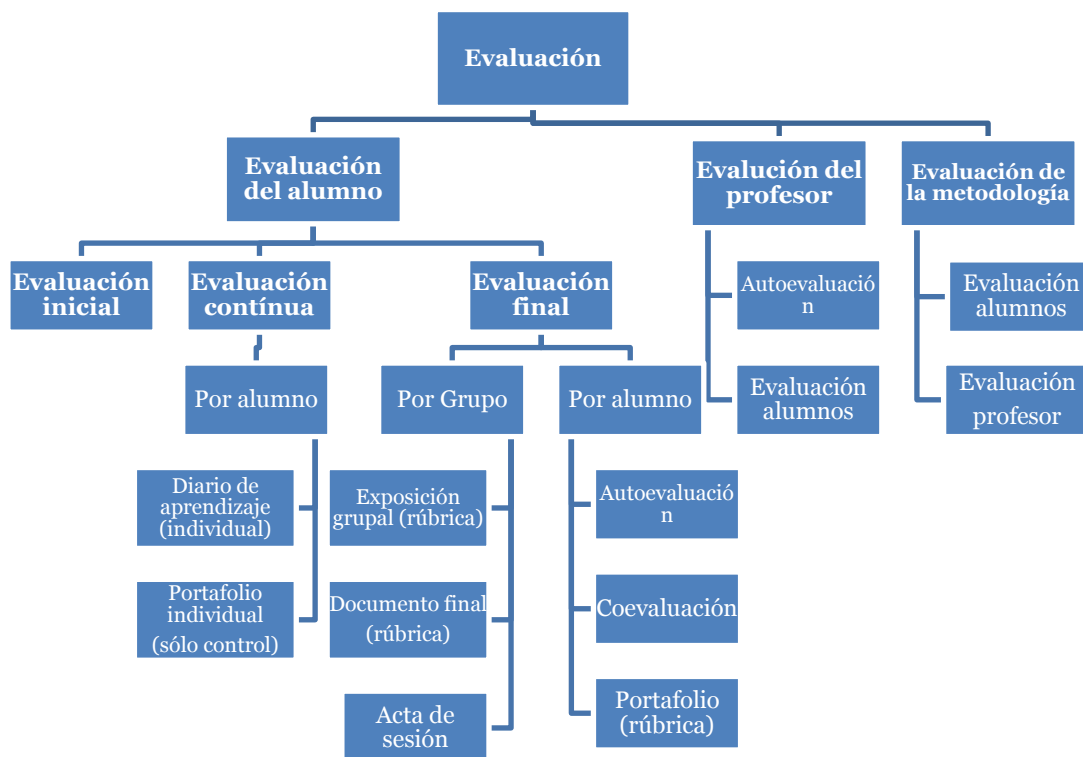 Evaluación
Evaluación
del alumno
Evalución del
profesor
Evaluación de
la metodología
Evaluación
inicial
Evaluación
contínua
Evaluación
final
Autoevaluació
n
Evaluación
alumnos
Evaluación
alumnos
Evaluación
profesor
Por alumno
Por Grupo
Por alumno
Diario de
aprendizaje
(individual)
Portafolio
individual
(sólo control)
Exposición
grupal (rúbrica)
Documento final
(rúbrica)
Acta de
sesión
Autoevaluació
n
Coevaluación
Portafolio
(rúbrica)